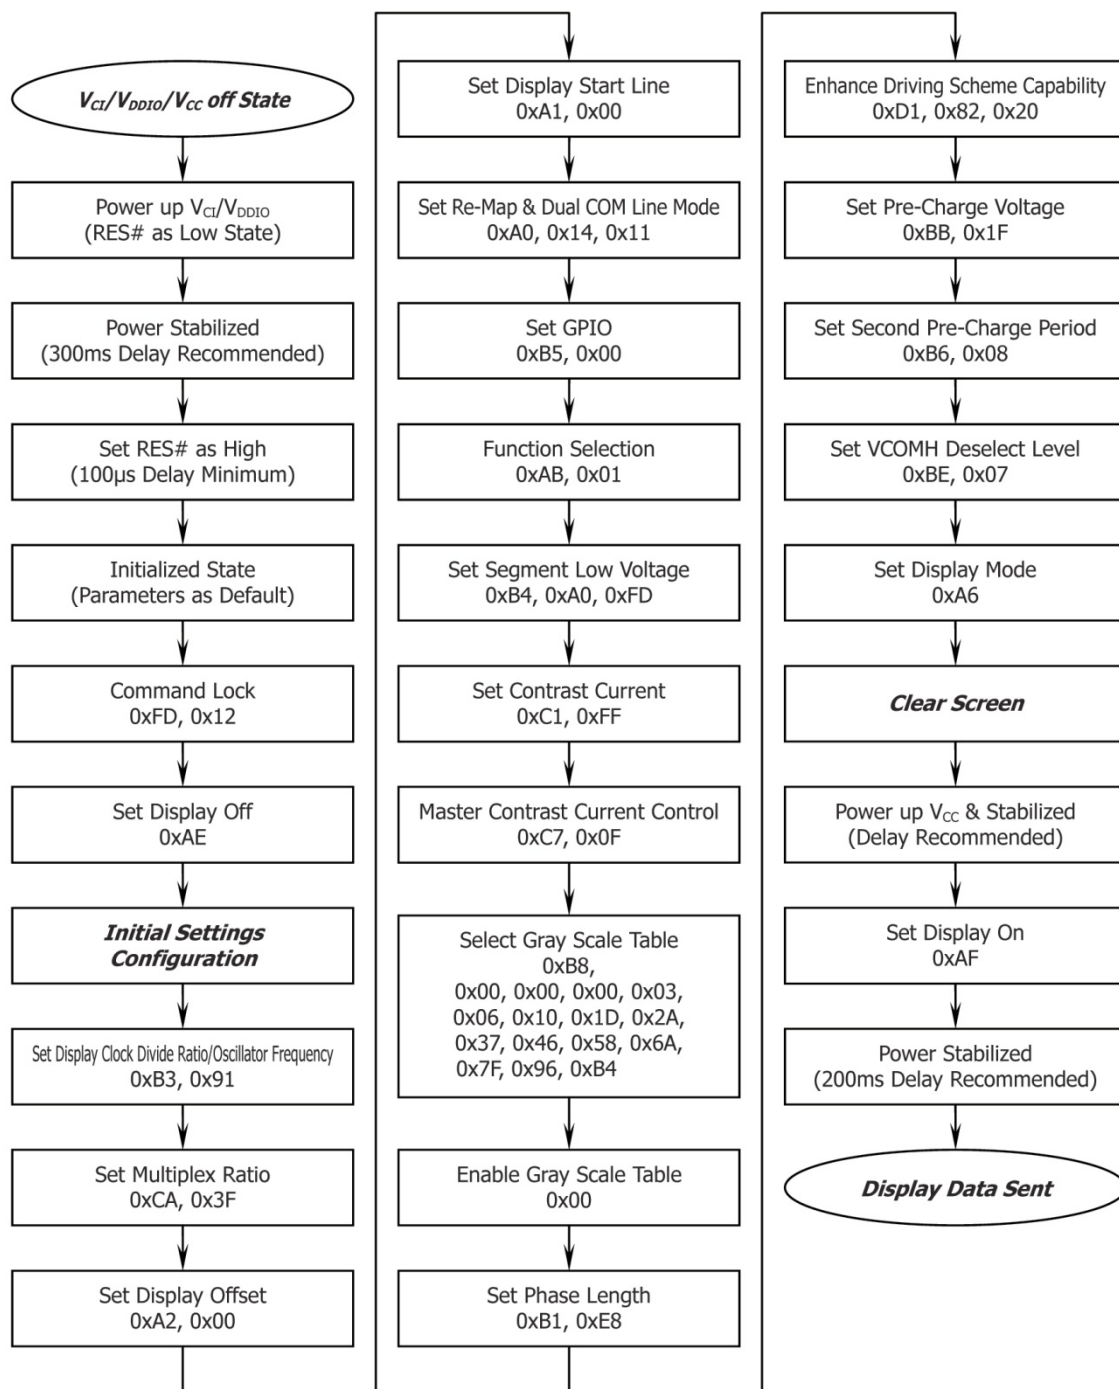 V_CI/V_DDIO/V_CC off State
Power up V_CI/V_DDIO
(RES# as Low State)
Power Stabilized
(300ms Delay Recommended)
Set RES# as High
(100µs Delay Minimum)
Initialized State
(Parameters as Default)
Command Lock
0xFD, 0x12
Set Display Off
0xAE
Initial Settings
Configuration
Set Display Clock Divide Ratio/Oscillator Frequency
0xB3, 0x91
Set Multiplex Ratio
0xCA, 0x3F
Set Display Offset
0xA2, 0x00
Set Display Start Line
0xA1, 0x00
Set Re-Map & Dual COM Line Mode
0xA0, 0x14, 0x11
Set GPIO
0xB5, 0x00
Function Selection
0xAB, 0x01
Set Segment Low Voltage
0xB4, 0xA0, 0xFD
Set Contrast Current
0xC1, 0xFF
Master Contrast Current Control
0xC7, 0x0F
Select Gray Scale Table
0xB8,
0x00, 0x00, 0x00, 0x03,
0x06, 0x10, 0x1D, 0x2A,
0x37, 0x46, 0x58, 0x6A,
0x7F, 0x96, 0xB4
Enable Gray Scale Table
0x00
Set Phase Length
0xB1, 0xE8
Enhance Driving Scheme Capability
0xD1, 0x82, 0x20
Set Pre-Charge Voltage
0xBB, 0x1F
Set Second Pre-Charge Period
0xB6, 0x08
Set VCOMH Deselect Level
0xBE, 0x07
Set Display Mode
0xA6
Clear Screen
Power up V_CC & Stabilized
(Delay Recommended)
Set Display On
0xAF
Power Stabilized
(200ms Delay Recommended)
Display Data Sent